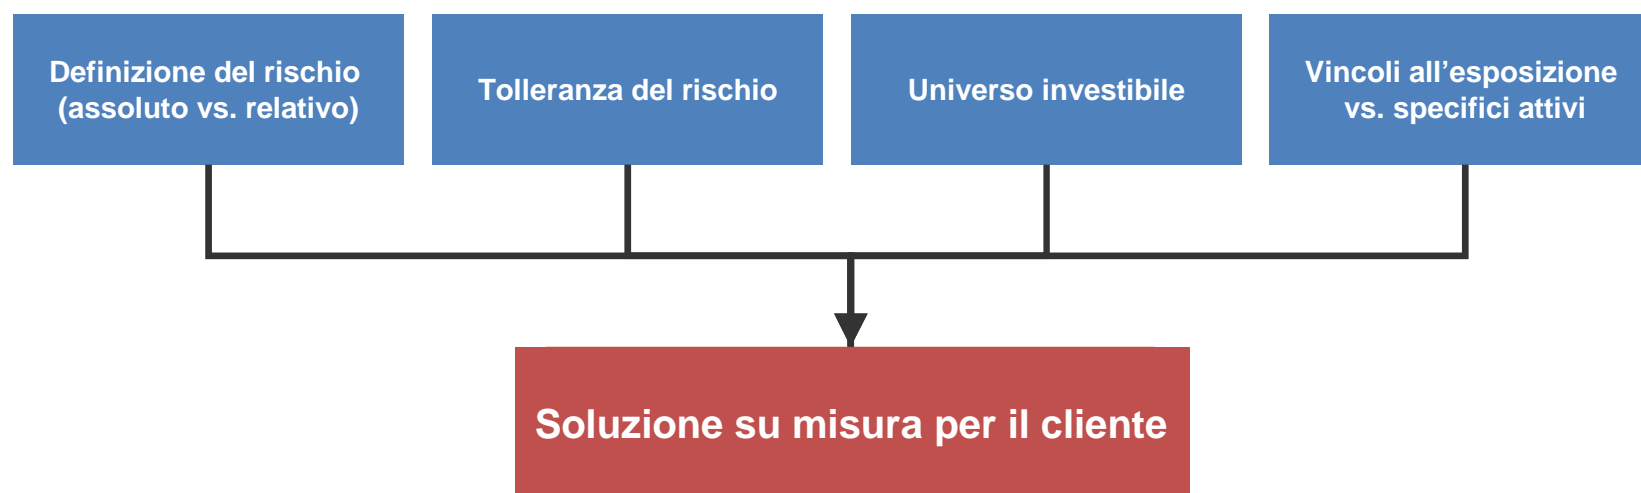 Definizione del rischio
(assoluto vs. relativo)
Tolleranza del rischio
Universo investibile
Vincoli all’esposizione
vs. specifici attivi
Soluzione su misura per il cliente